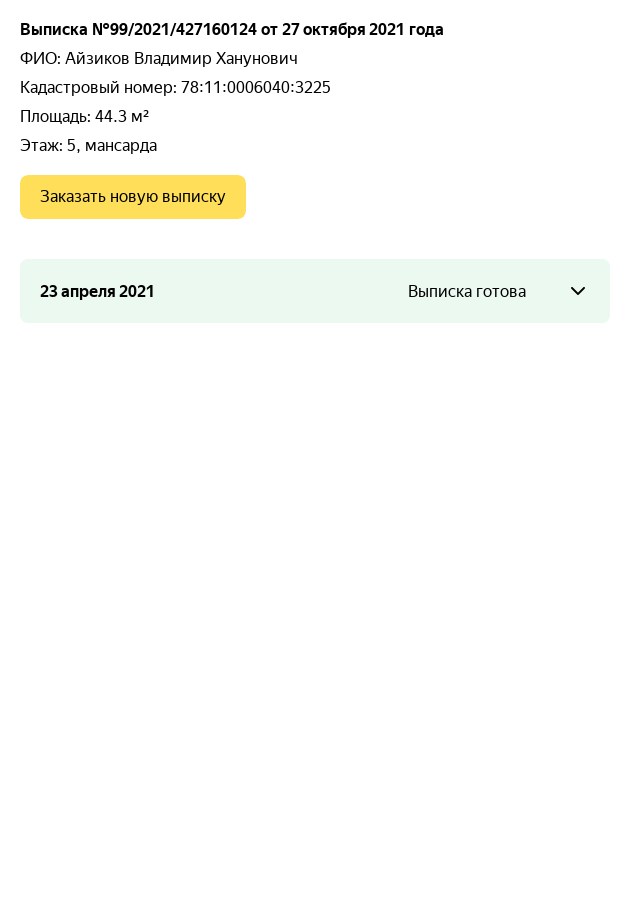 Выписка №99/2021/427160124 от 27 октября 2021 года
ФИО: Айзиков Владимир Ханунович
Кадастровый номер: 78:11:0006040:3225
Площадь: 44.3 м²
Этаж: 5, мансарда
Заказать новую выписку
23 апреля 2021 Выписка готова